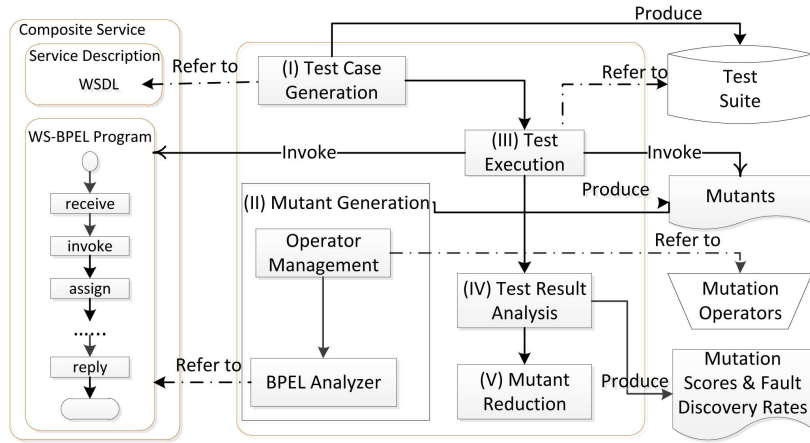 Composite Service
Service Description
WSDL
Refer to
(I) Test Case
Generation
Produce
Refer to
Test
Suite
WS-BPEL Program
receive
invoke
assign
......
reply
Invoke
(III) Test
Execution
Invoke
(II) Mutant Generation
Produce
Mutants
Operator
Management
Refer to
(IV) Test Result
Analysis
Mutation
Operators
Refer to
BPEL Analyzer
(V) Mutant
Reduction
Produce
Mutation
Scores & Fault
Discovery Rates